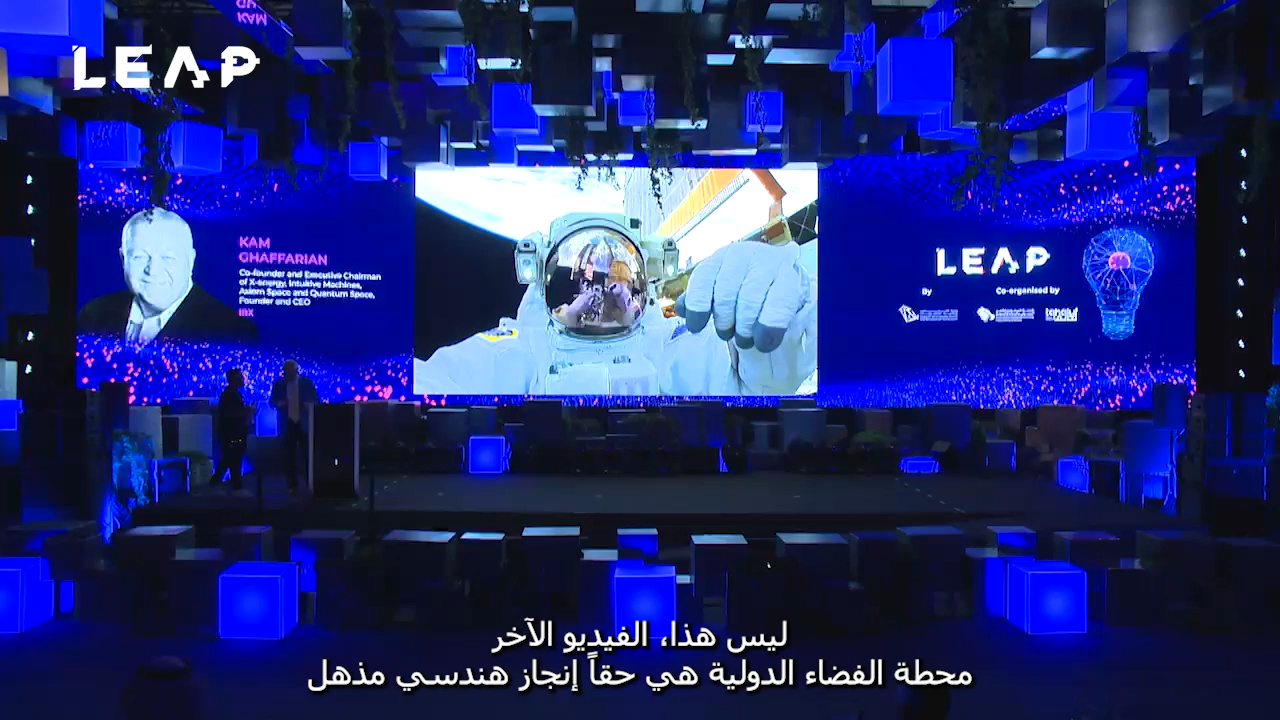 LEAP
KAM
GHAFFARIAN
Co-founder and Executive Chairman
of X-energy, Intuitive Machines,
Axiom Space and Quantum Space,
Founder and CEO
IBX
LEAP
By
Co-organised by
tahaluf
ليس هذا، الفيديو الآخر
محطة الفضاء الدولية هي حقاً إنجاز هندسي مذهل